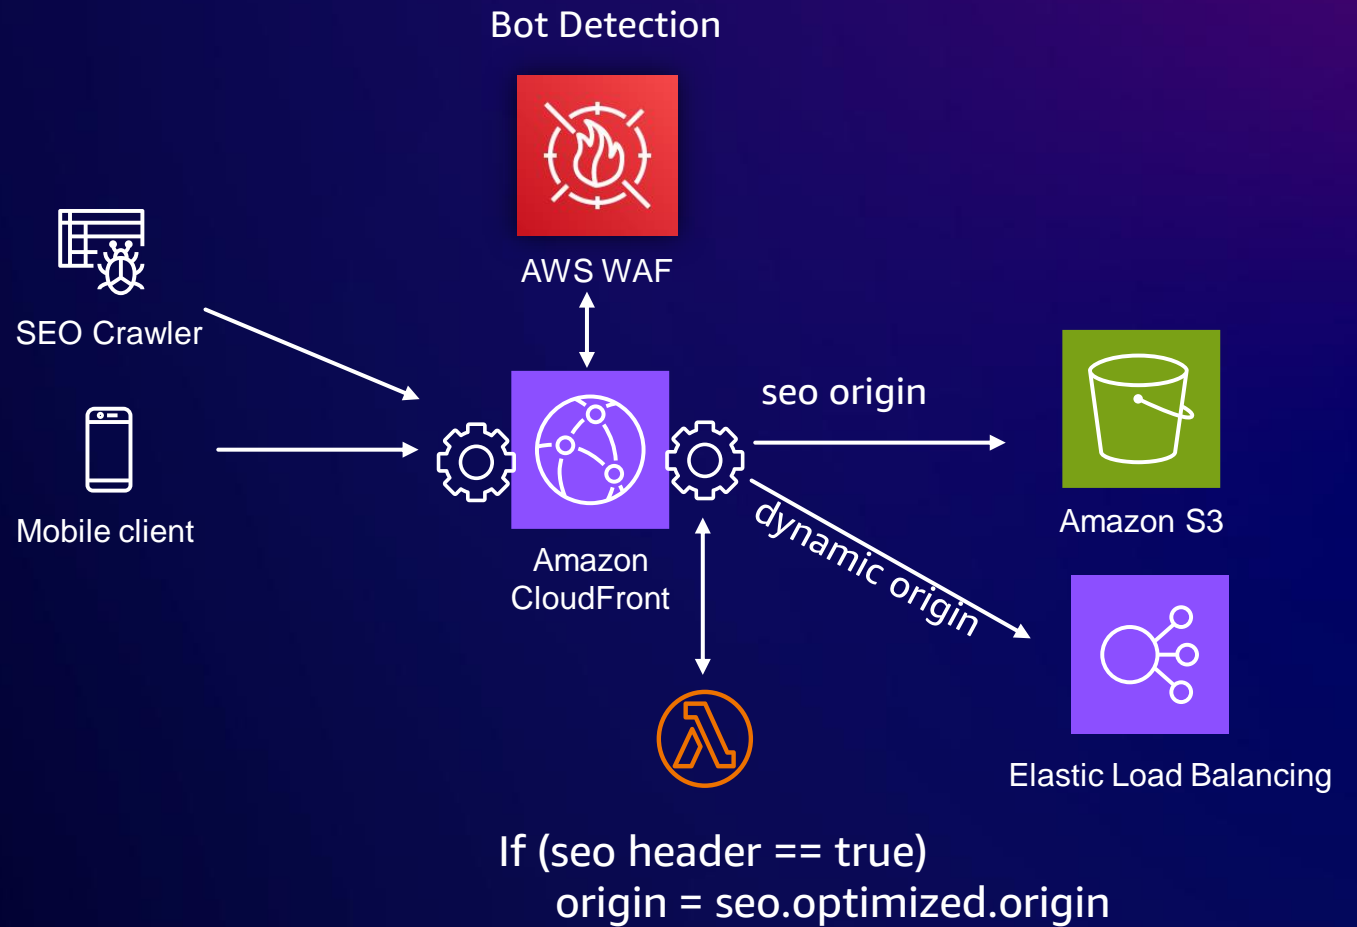 Bot Detection
AWS WAF
SEO Crawler
Mobile client
Amazon
CloudFront
seo origin
dynamic origin
Amazon S3
Elastic Load Balancing
If (seo header == true)
origin = seo.optimized.origin